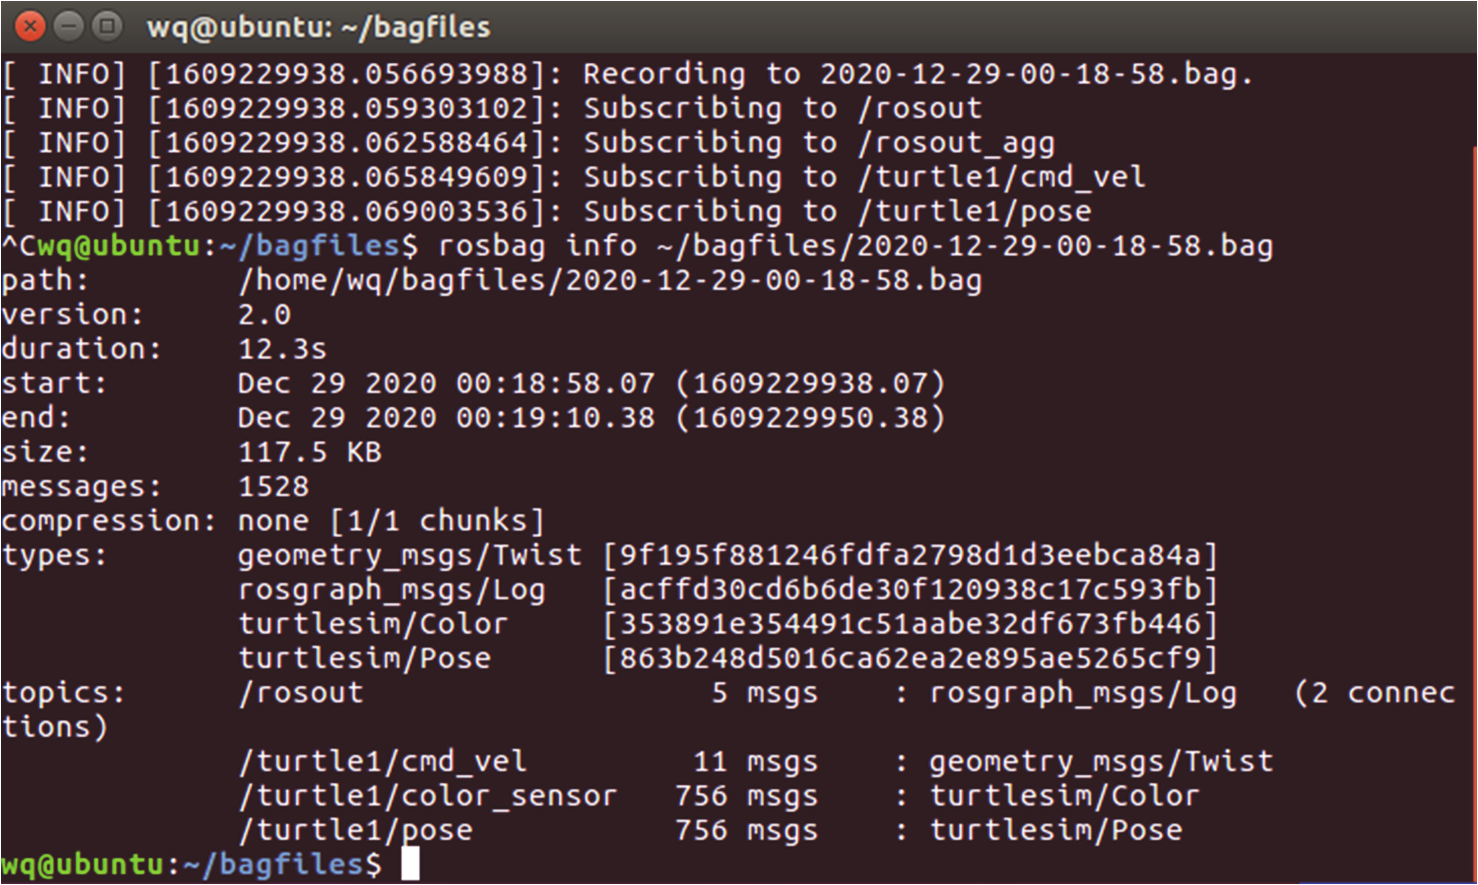 wq@ubuntu: ~/bagfiles
[ INFO] [1609229938.056693988]: Recording to 2020-12-29-00-18-58.bag.
[ INFO] [1609229938.059303102]: Subscribing to /rosout
[ INFO] [1609229938.062588464]: Subscribing to /rosout_agg
[ INFO] [1609229938.065849609]: Subscribing to /turtle1/cmd_vel
[ INFO] [1609229938.069003536]: Subscribing to /turtle1/pose
^Cwq@ubuntu:~/bagfiles$ rosbag info ~/bagfiles/2020-12-29-00-18-58.bag
path:        /home/wq/bagfiles/2020-12-29-00-18-58.bag
version:     2.0
duration:    12.3s
start:       Dec 29 2020 00:18:58.07 (1609229938.07)
end:         Dec 29 2020 00:19:10.38 (1609229950.38)
size:        117.5 KB
messages:    1528
compression: none [1/1 chunks]
types:       geometry_msgs/Twist [9f195f881246fdfa2798d1d3eebca84a]
             rosgraph_msgs/Log   [acffd30cd6b6de30f120938c17c593fb]
             turtlesim/Color     [353891e354491c51aabe32df673fb446]
             turtlesim/Pose      [863b248d5016ca62ea2e895ae5265cf9]
topics:      /rosout                   5 msgs    : rosgraph_msgs/Log   (2 connec
tions)
             /turtle1/cmd_vel         11 msgs    : geometry_msgs/Twist
             /turtle1/color_sensor   756 msgs    : turtlesim/Color
             /turtle1/pose           756 msgs    : turtlesim/Pose
wq@ubuntu:~/bagfiles$